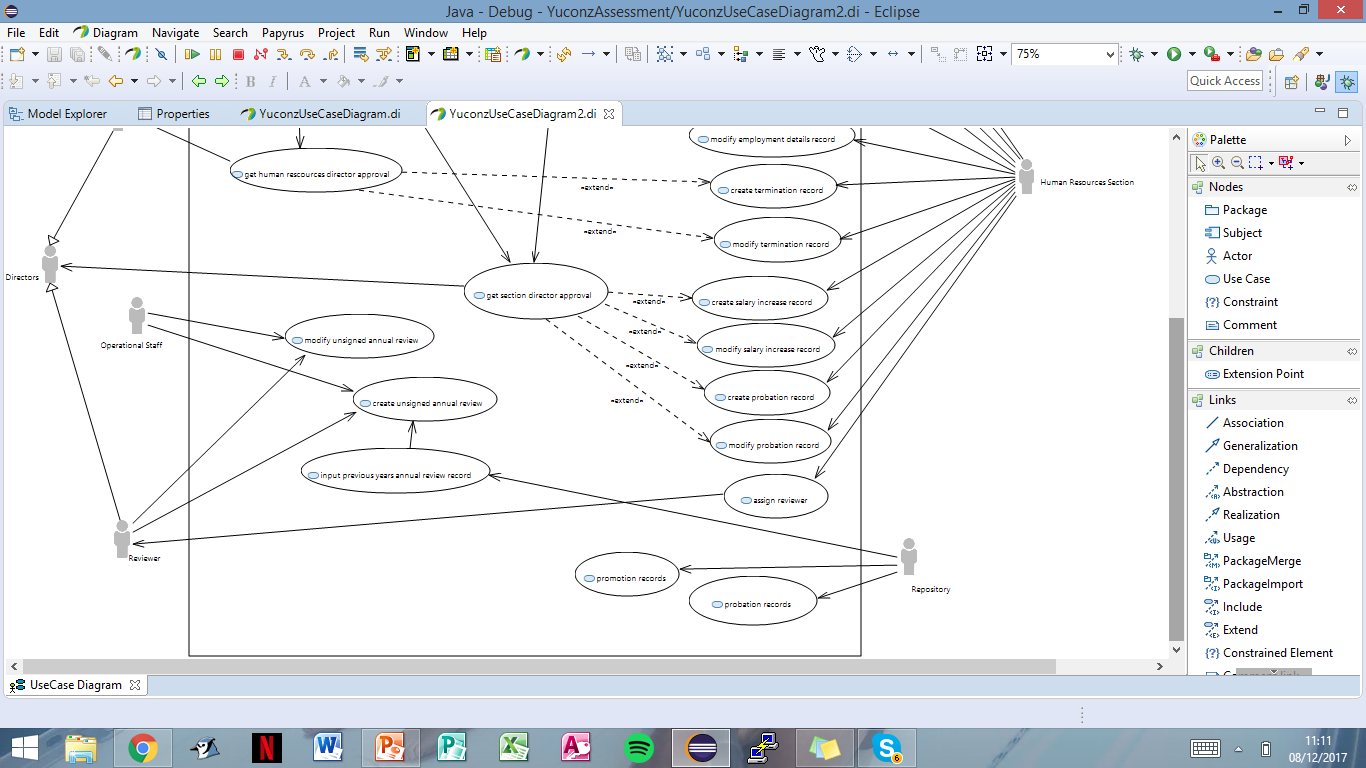 Java - Debug - YuconzAssessment/YuconzUseCaseDiagram2.di - Eclipse
File Edit Diagram Navigate Search Papyrus Project Run Window Help
75%
B I A
Quick Access
Model Explorer Properties YuconzUseCaseDiagram.di YuconzUseCaseDiagram2.di
modify employment details record
get human rescources director approval
«extend»
create termination record
Human Resources Section
«extend»
modify termination record
Directors
get section director approval
«extend»
create salary increase record
Operational Staff
modify unsigned annual review
«extend»
modify salary increase record
«extend»
create probation record
create unsigned annual review
«extend»
modify probation record
input previous years annual review record
assign reviewer
Reviewer
promotion records
probation records
Repository
Palette
Nodes
Package
Subject
Actor
Use Case
Constraint
Comment
Children
Extension Point
Links
Association
Generalization
Dependency
Abstraction
Realization
Usage
PackageMerge
PackageImport
Include
Extend
Constrained Element
UseCase Diagram
11:11
08/12/2017